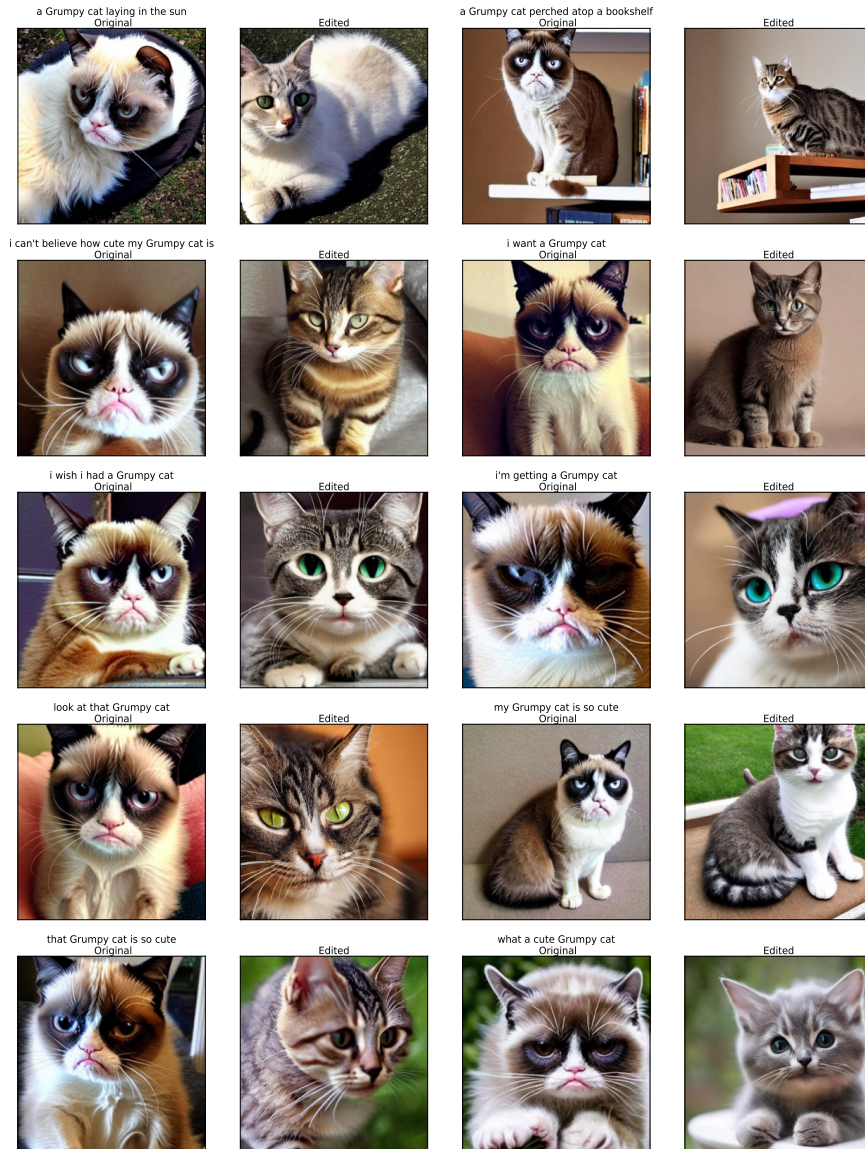 a Grumpy cat laying in the sun
Original
Edited
a Grumpy cat perched atop a bookshelf
Original
Edited
i can't believe how cute my Grumpy cat is
Original
Edited
i want a Grumpy cat
Original
Edited
i wish i had a Grumpy cat
Original
Edited
i'm getting a Grumpy cat
Original
Edited
look at that Grumpy cat
Original
Edited
my Grumpy cat is so cute
Original
Edited
that Grumpy cat is so cute
Original
Edited
what a cute Grumpy cat
Original
Edited